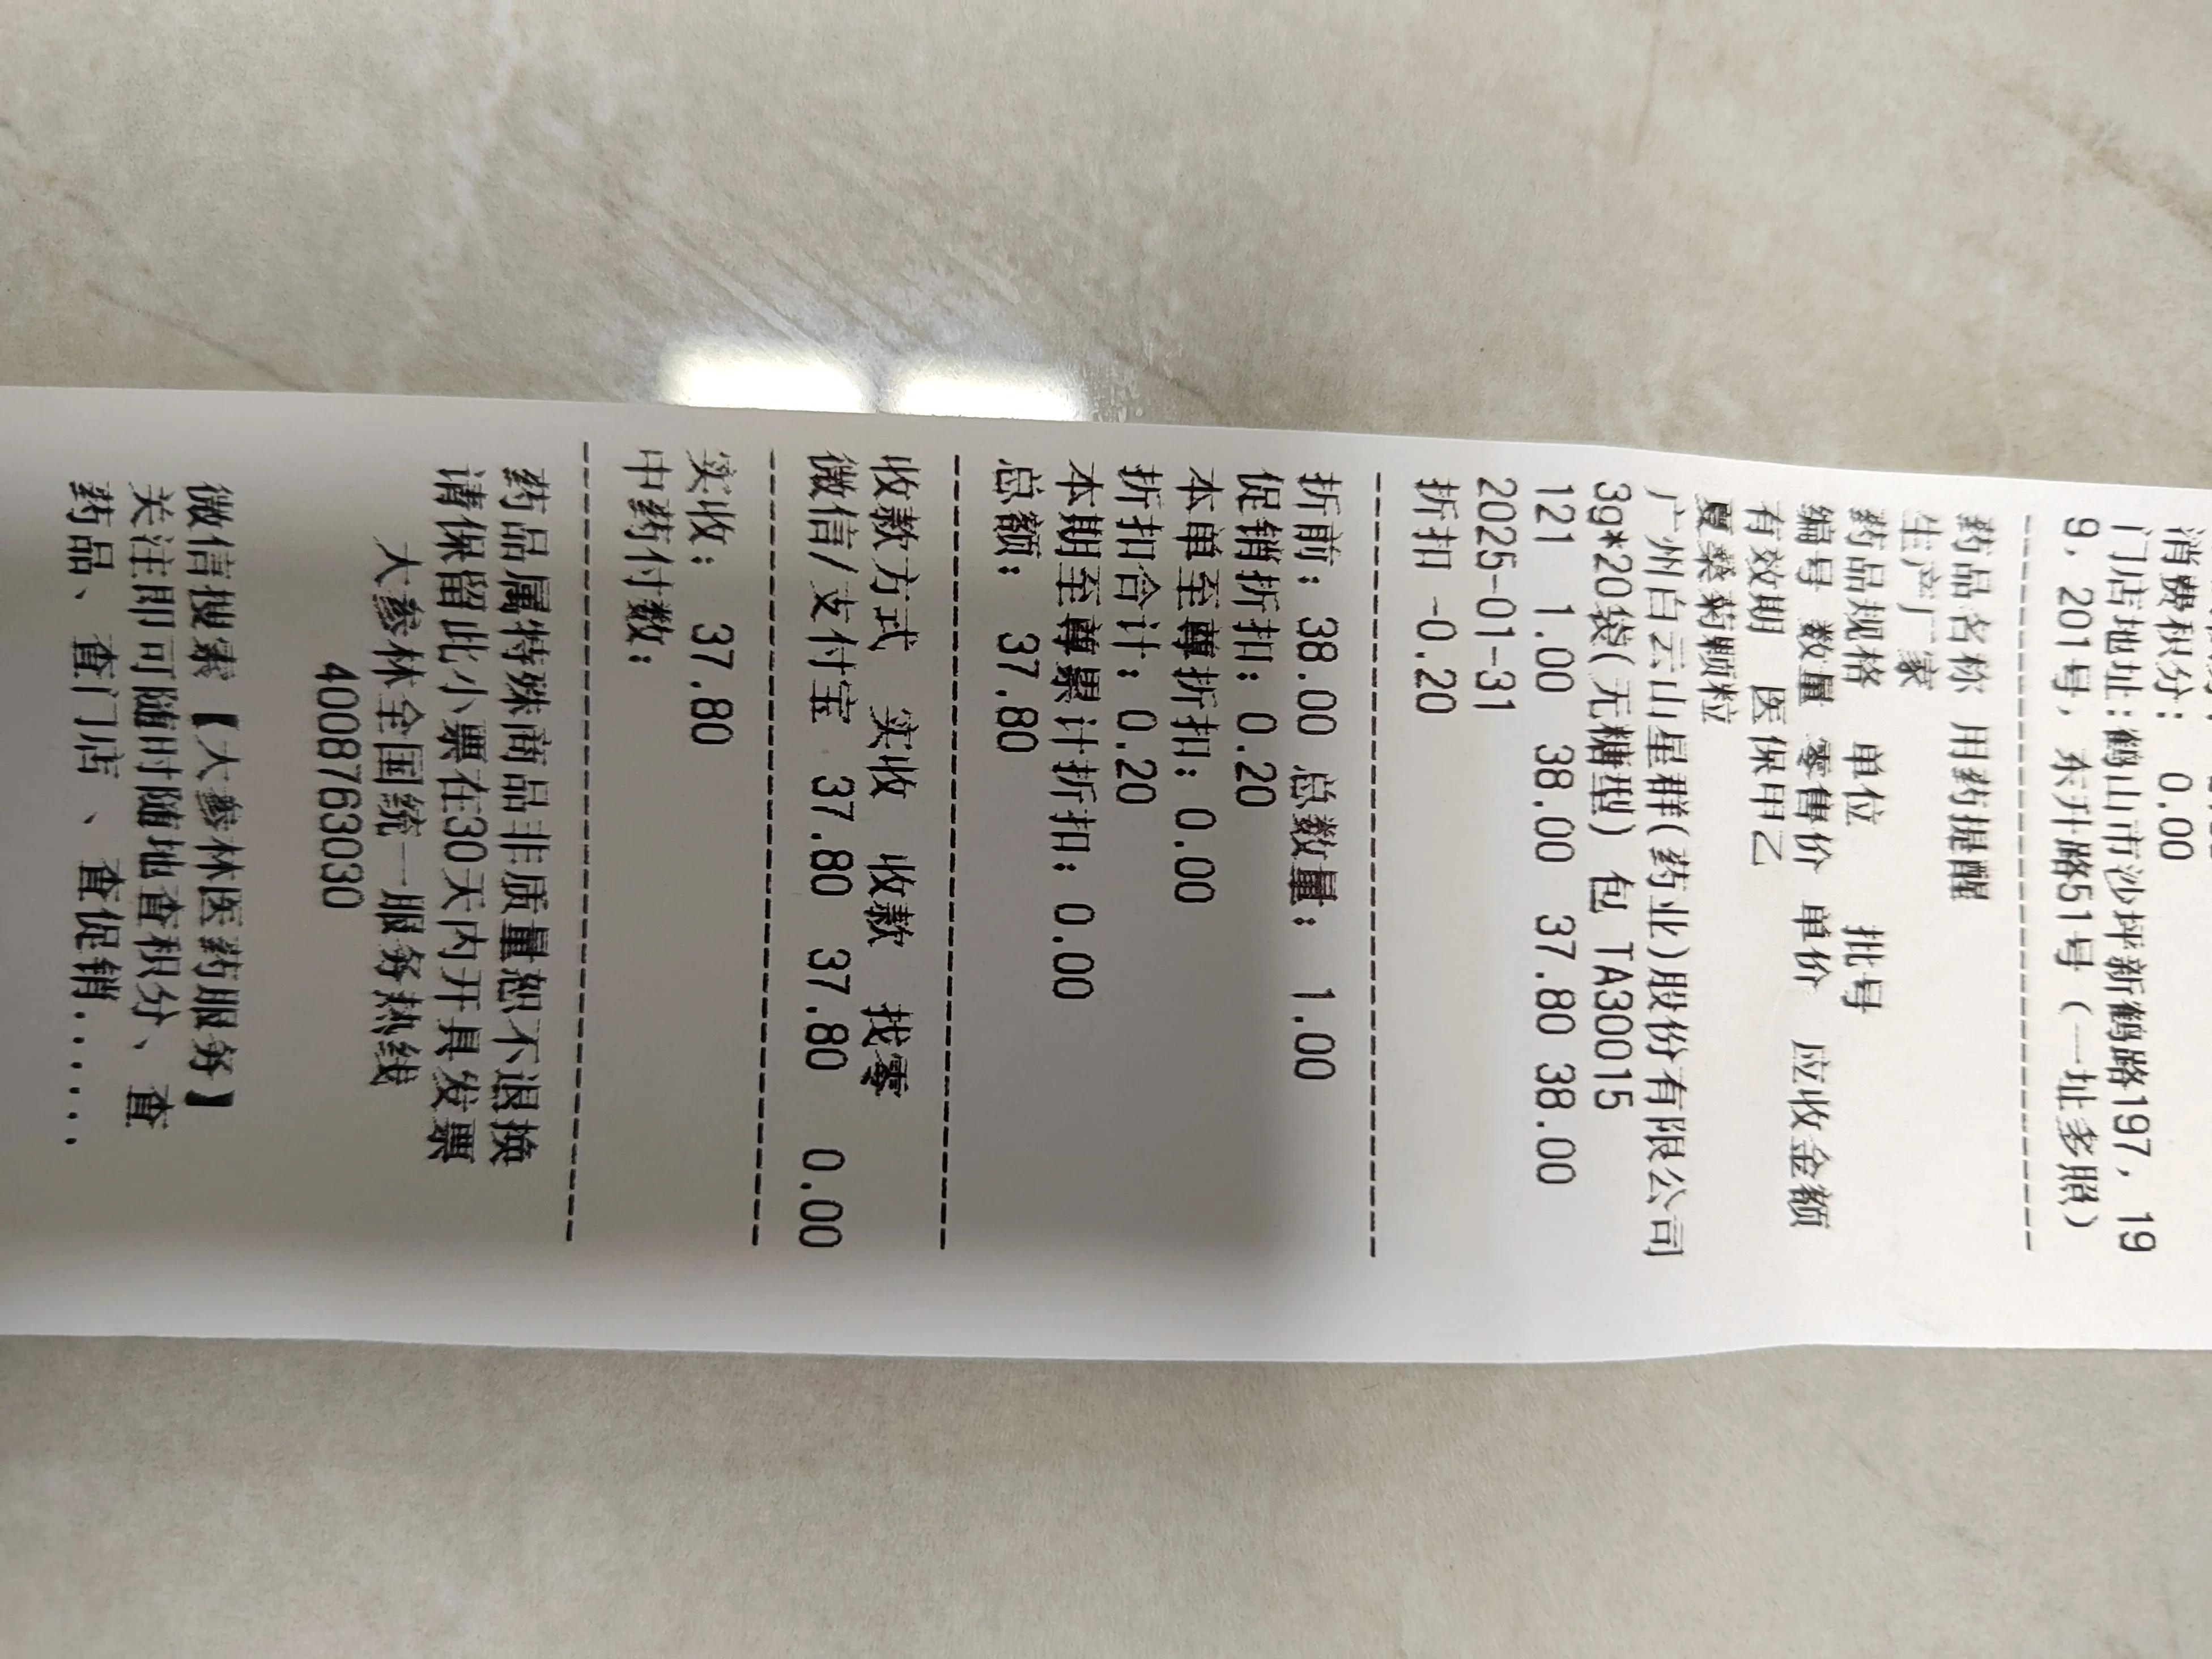 消费积分: 0.00
门店地址:鹤山市沙坪新鹤路197,19
9,201号,东升路51号(一址多照)
药品名称 用药提醒
生产厂家
药品规格 单位 批号
编号 数量 零售价 单价 应收金额
有效期 医保甲乙
夏桑菊颗粒
广州白云山星群(药业)股份有限公司
3g*20袋(无糖型) 包 TA30015
121 1.00 38.00 37.80 38.00
2025-01-31
折扣 -0.20
折前: 38.00 总数量: 1.00
促销折扣: 0.20
本单至尊折扣: 0.00
折扣合计: 0.20
本期至尊累计折扣: 0.00
总额: 37.80
收款方式 实收 收款 找零
微信/支付宝 37.80 37.80 0.00
实收: 37.80
中药付数:
药品属特殊商品非质量恕不退换
请保留此小票在30天内开具发票
大参林全国统一服务热线
4008763030
微信搜索【大参林医药服务】
关注即可随时随地查积分、查
药品、查门店、查促销......